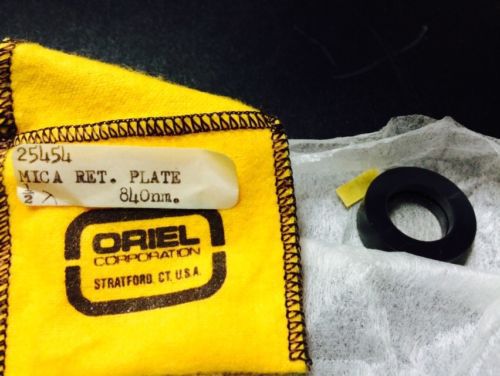 25454
MICA RET. PLATE
½ λ 840nm.
ORIEL
CORPORATION
STRATFORD, CT. U.S.A.